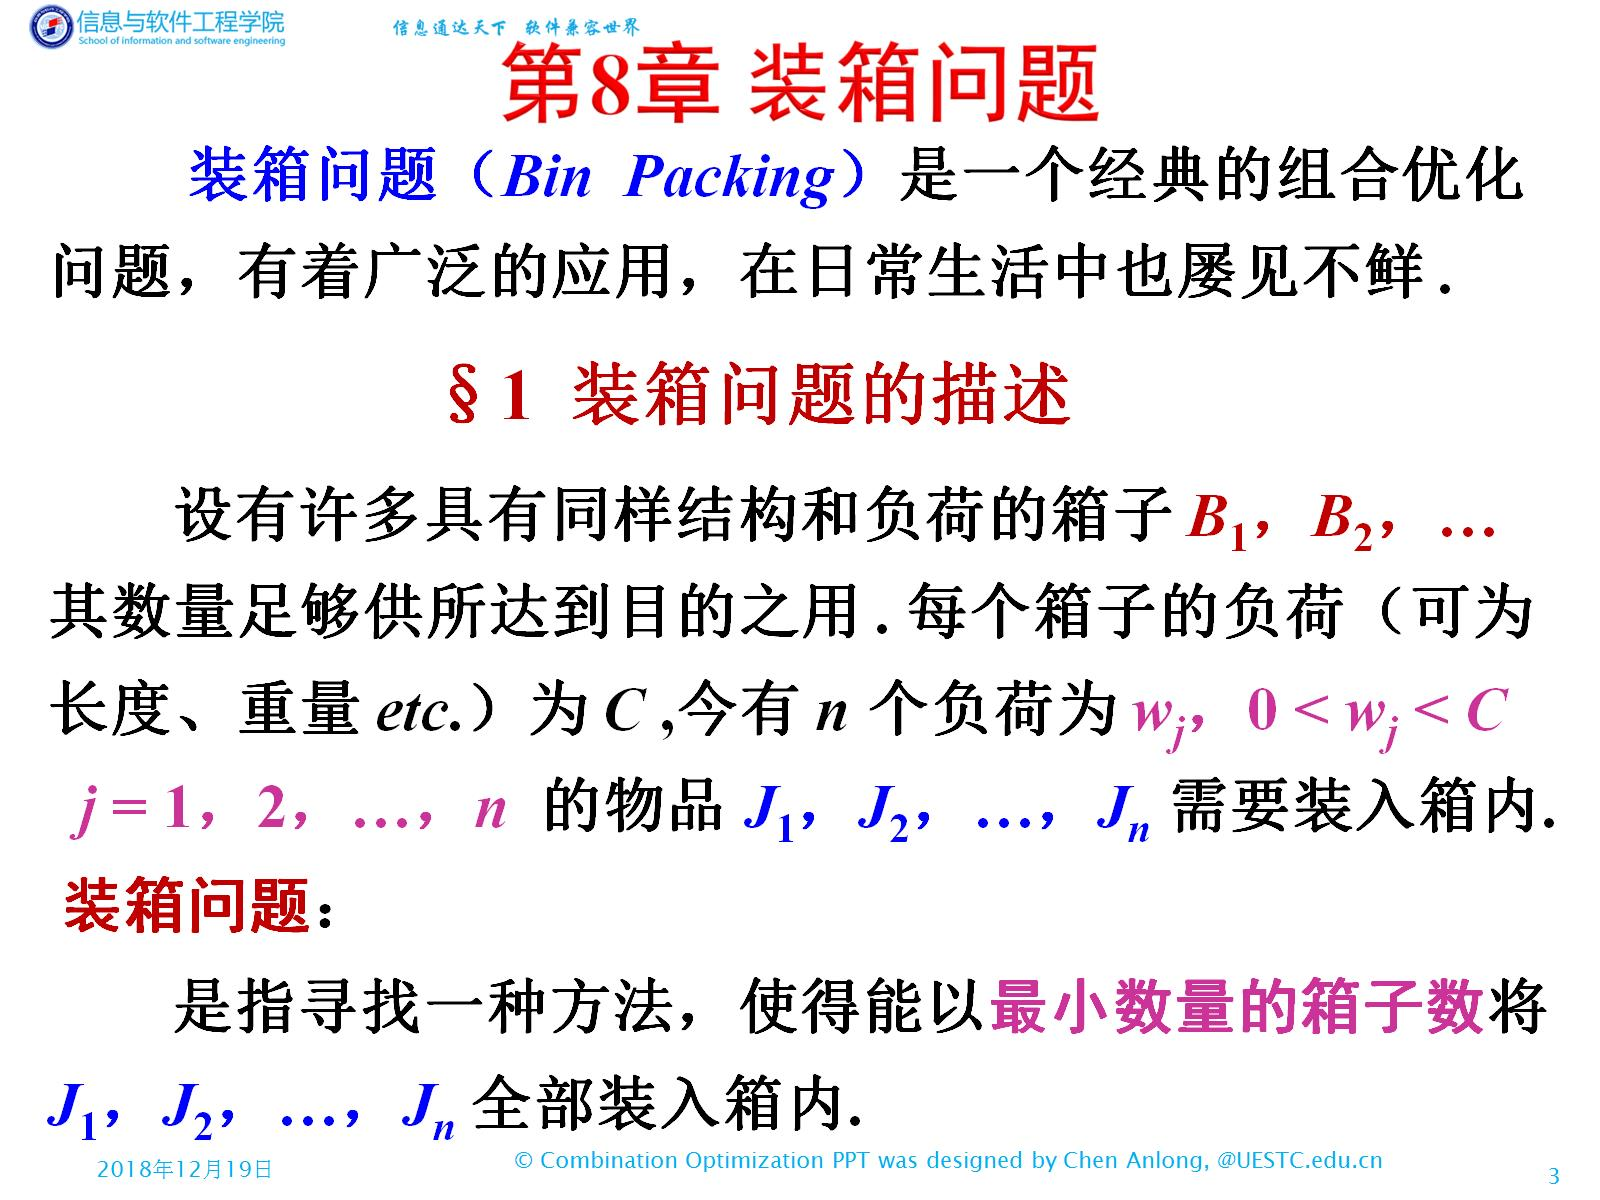 信息与软件工程学院
School of information and software engineering
信息通达天下 软件兼容世界
第8章 装箱问题
装箱问题（Bin Packing）是一个经典的组合优化
问题，有着广泛的应用，在日常生活中也屡见不鲜.
§1 装箱问题的描述
设有许多具有同样结构和负荷的箱子 B1，B2，…
其数量足够供所达到目的之用. 每个箱子的负荷（可为
长度、重量 etc.）为 C ,今有 n 个负荷为 wj，0 < wj < C
j = 1，2，…，n 的物品 J1，J2，…，Jn 需要装入箱内.
装箱问题：
是指寻找一种方法，使得能以最小数量的箱子数将
J1，J2，…，Jn 全部装入箱内.
2018年12月19日
© Combination Optimization PPT was designed by Chen Anlong, @UESTC.edu.cn
3